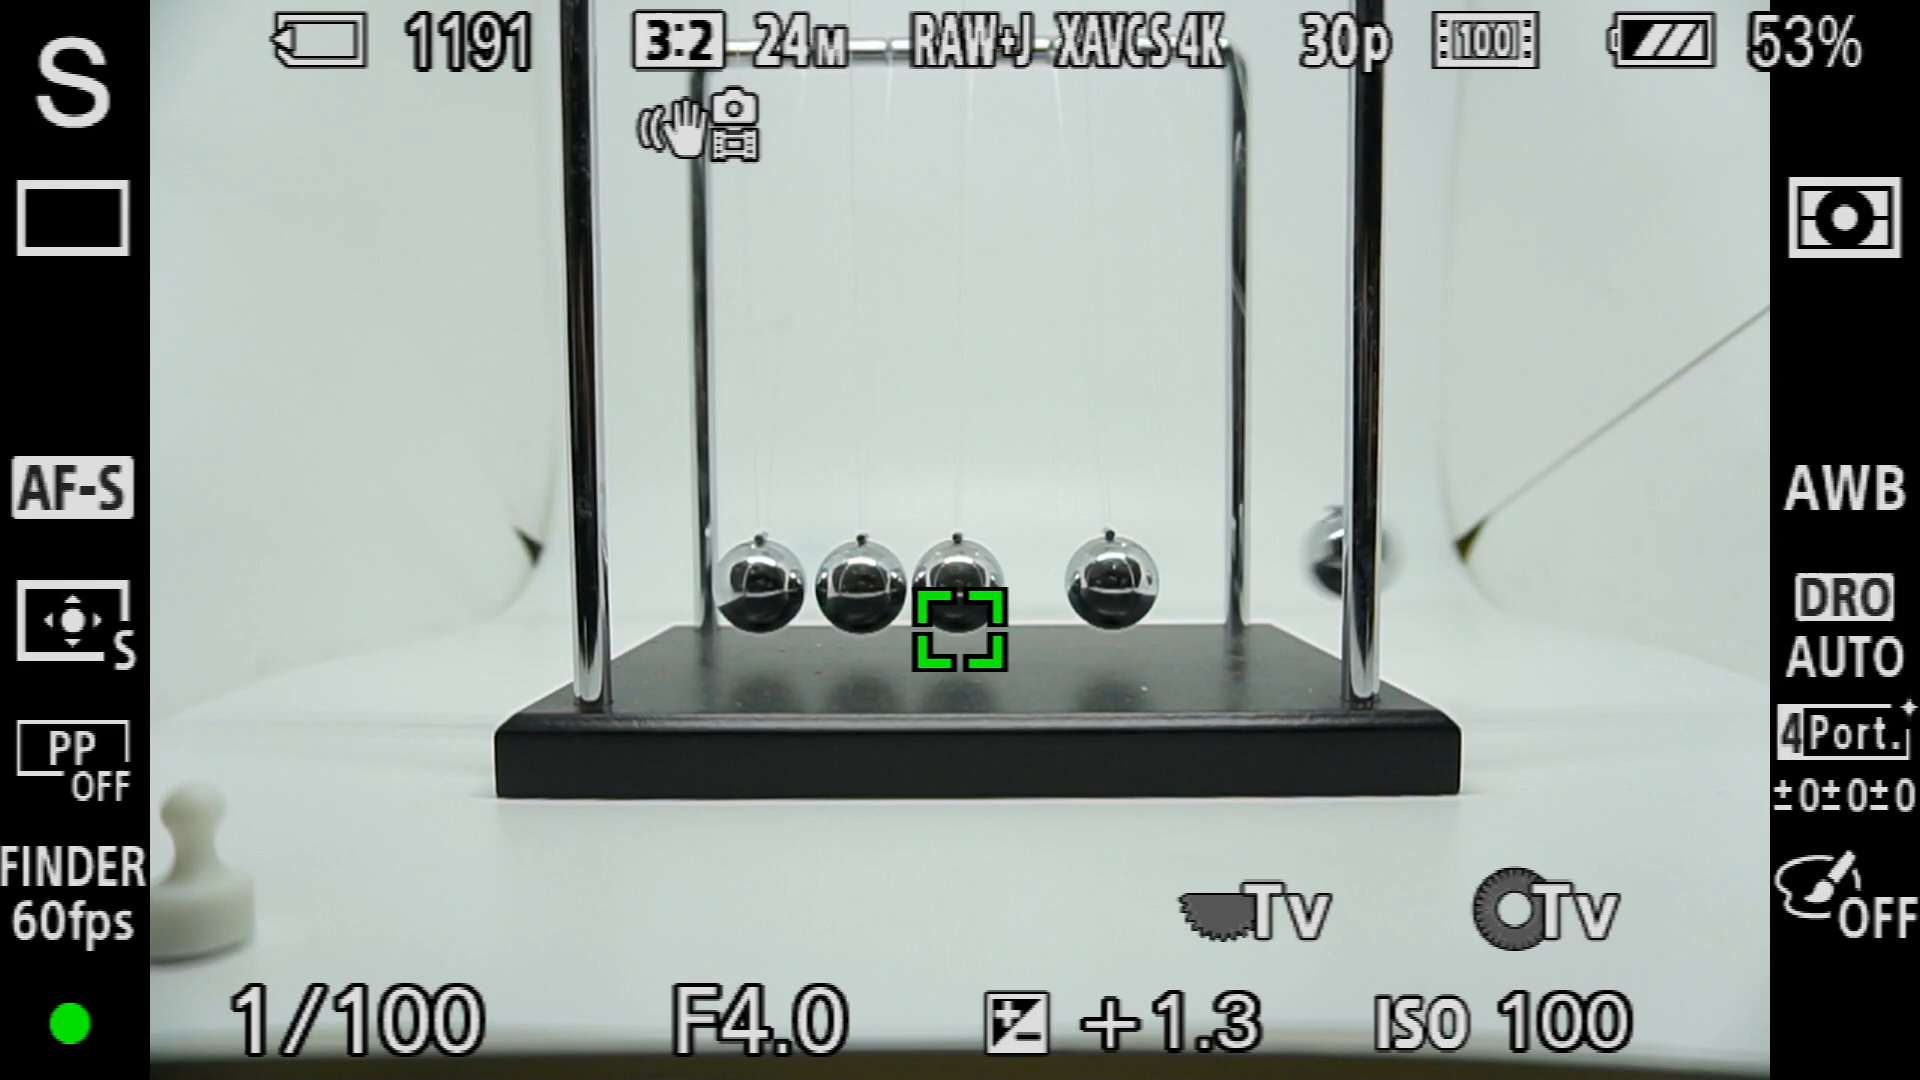 S 1191 3:2 24M RAW+J XAVC S 4K 30p 100 53%
AF-S
AWB
S
DRO
AUTO
PP
OFF
4 Port.
±0±0±0
FINDER
60fps
Tv Tv
OFF
1/100 F4.0 +1.3 ISO 100